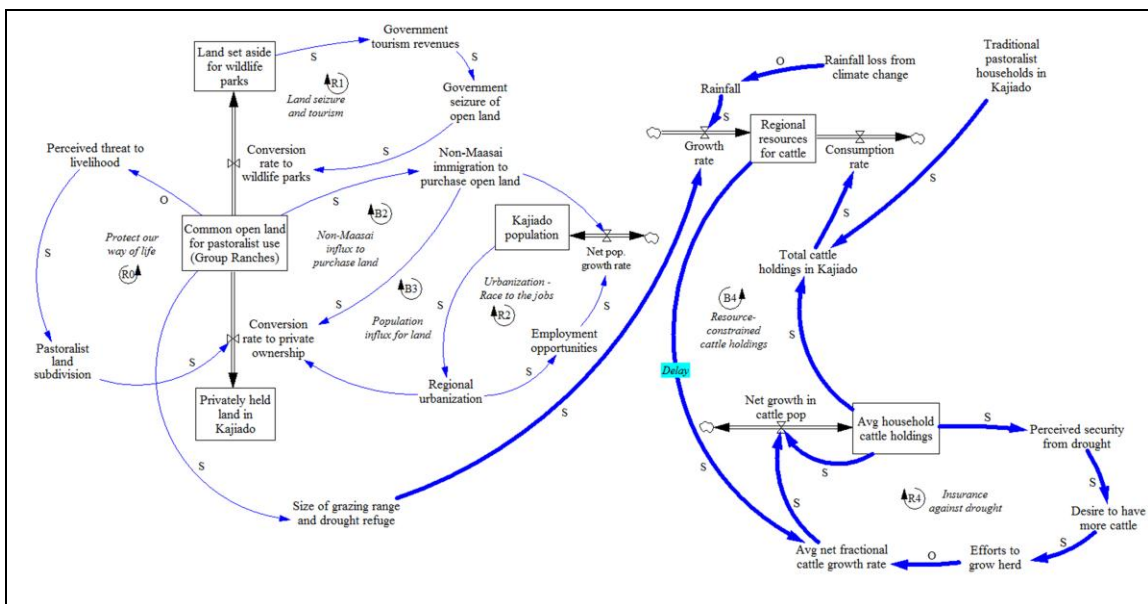 Government
tourism revenues
S
Land set aside
for wildlife
parks
S
R1
Land seizure
and tourism
Government
seizure of
open land
S
Perceived threat to
livelihood
Conversion
rate to
wildlife parks
Non-Maasai
immigration to
purchase open land
O
S
Common open land
for pastoralist use
(Group Ranches)
B2
Non-Maasai
influx to
purchase land
Kajiado
population
S
Net pop.
growth rate
Protect our
way of life
R0
S
B3
Population
influx for land
S
Urbanization -
Race to the jobs
R2
S
S
Conversion
rate to private
ownership
Employment
opportunities
Pastoralist
land
subdivision
S
S
Regional
urbanization
S
Privately held
land in
Kajiado
S
Size of grazing
range
and drought refuge
O
Rainfall loss from
climate change
Traditional
pastoralist
households in
Kajiado
Rainfall
S
Growth
rate
Regional
resources
for cattle
Consumption
rate
S
S
Total cattle
holdings in Kajiado
B4
Resource-
constrained
cattle holdings
S
Delay
S
Net growth in
cattle pop
Avg household
cattle holdings
S
Perceived security
from drought
S
S
S
S
R4
Insurance
against drought
Desire to have
more cattle
S
Avg net fractional
cattle growth rate
O
Efforts to
grow herd